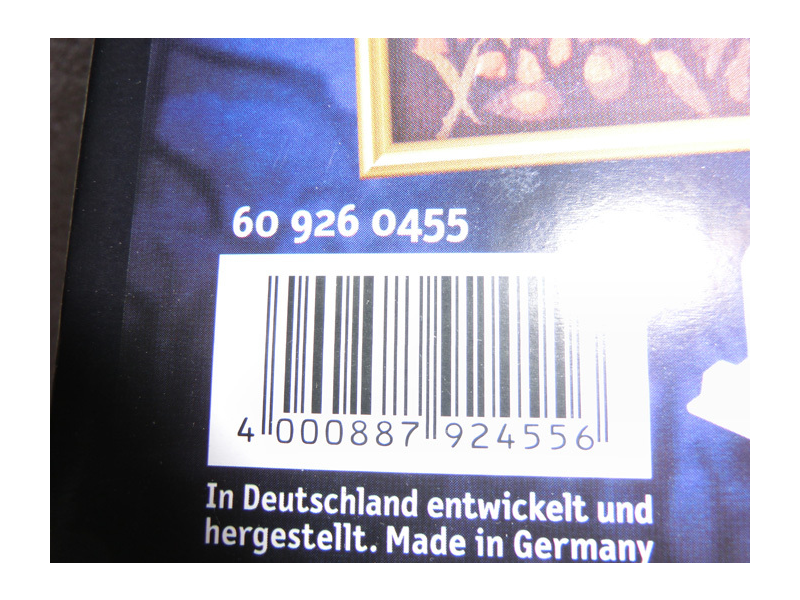 60 926 0455
4 000887 924556
In Deutschland entwickelt und
hergestellt. Made in Germany